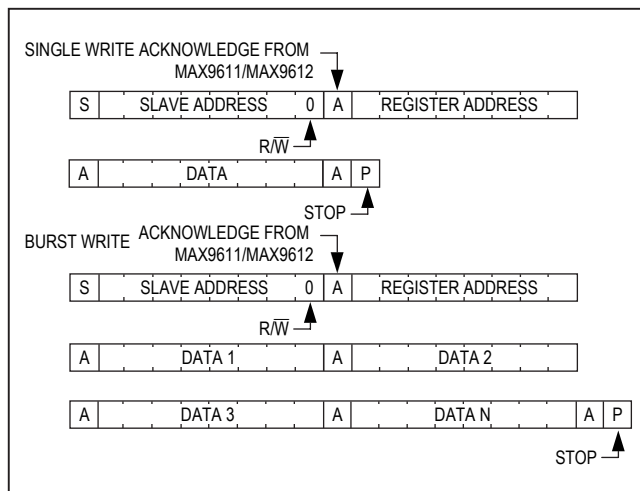 SINGLE WRITE ACKNOWLEDGE FROM
MAX9611/MAX9612
S SLAVE ADDRESS 0 A REGISTER ADDRESS
R/W̅
A DATA A P
STOP
BURST WRITE ACKNOWLEDGE FROM
MAX9611/MAX9612
S SLAVE ADDRESS 0 A REGISTER ADDRESS
R/W̅
A DATA 1 A DATA 2
A DATA 3 A DATA N A P
STOP